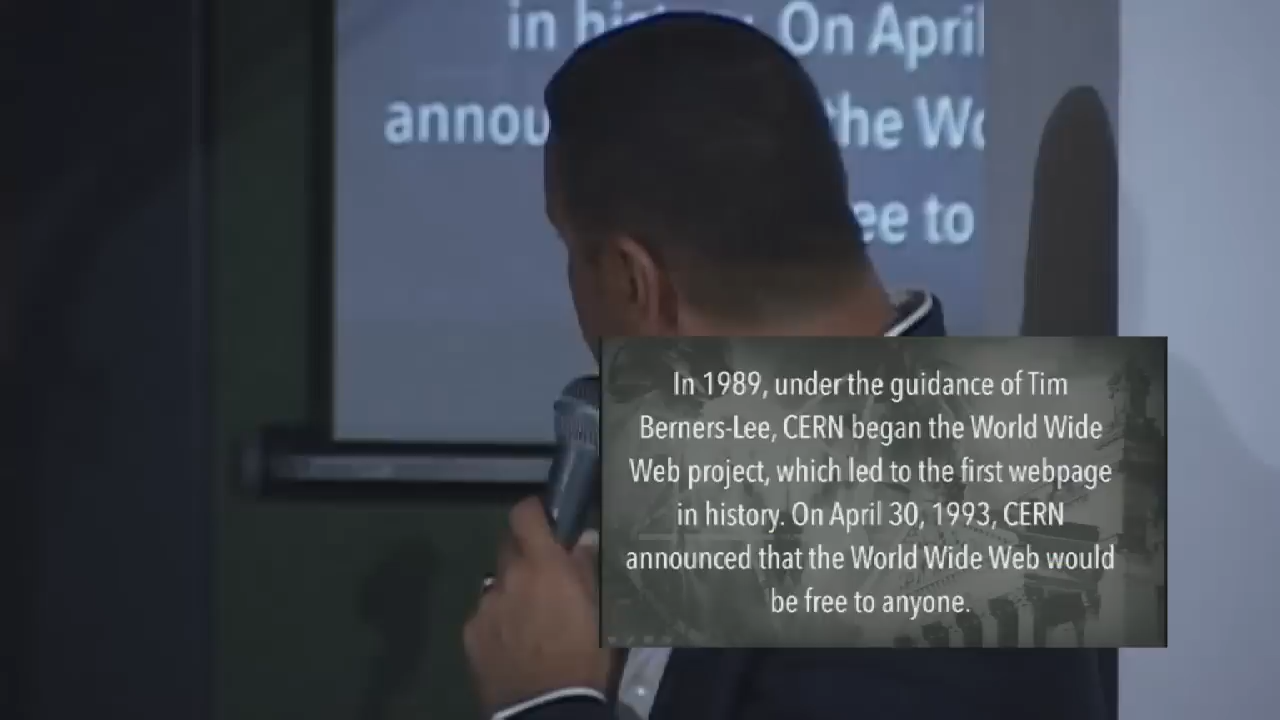 in
On April
annou
the Wo
ee to
In 1989, under the guidance of Tim
Berners-Lee, CERN began the World Wide
Web project, which led to the first webpage
in history. On April 30, 1993, CERN
announced that the World Wide Web would
be free to anyone.